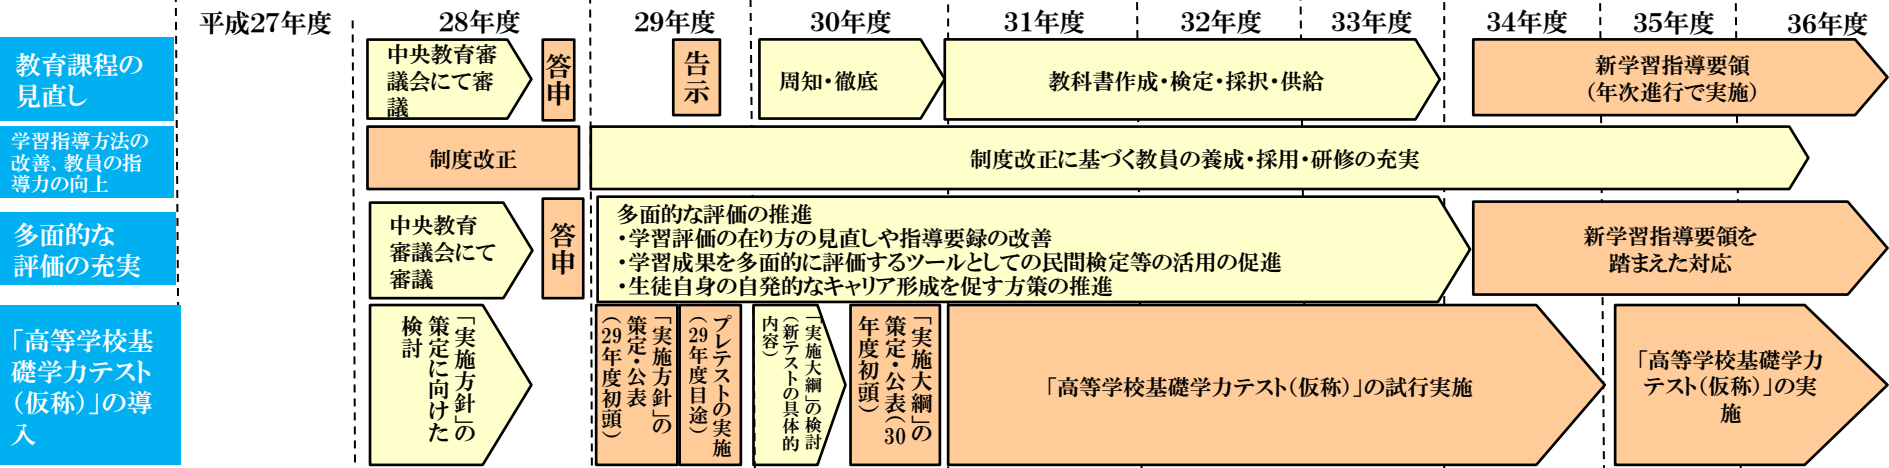 平成27年度
28年度
29年度
30年度
31年度
32年度
33年度
34年度
35年度
36年度
教育課程の
見直し
中央教育審
議会にて審
議
答申
告示
周知・徹底
教科書作成・検定・採択・供給
新学習指導要領
(年次進行で実施)
学習指導方法の
改善、教員の指
導力の向上
制度改正
制度改正に基づく教員の養成・採用・研修の充実
多面的な
評価の充実
中央教育
審議会にて
審議
答申
多面的な評価の推進
・学習評価の在り方の見直しや指導要録の改善
・学習成果を多面的に評価するツールとしての民間検定等の活用の促進
・生徒自身の自発的なキャリア形成を促す方策の推進
新学習指導要領を
踏まえた対応
「高等学校基
礎学力テスト
(仮称)」の導
入
「実施方針」の
策定に向けた
検討
「実施方針」の
策定・公表
(29年度初頭)
プレテストの実施
(29年度目途)
「実施大綱」の検討
(新テストの具体的
内容)
「実施大綱」の
策定・公表(30
年度初頭)
「高等学校基礎学力テスト(仮称)」の試行実施
「高等学校基礎学力
テスト(仮称)」の実
施